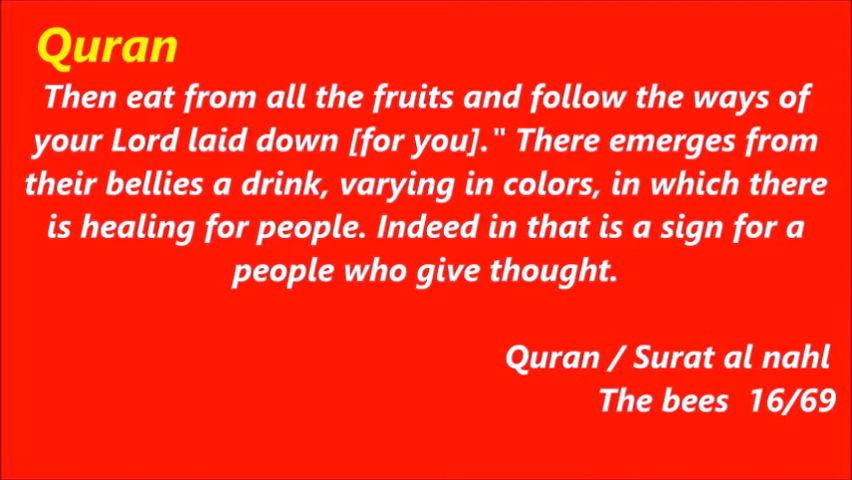 Quran
Then eat from all the fruits and follow the ways of
your Lord laid down [for you]." There emerges from
their bellies a drink, varying in colors, in which there
is healing for people. Indeed in that is a sign for a
people who give thought.
Quran / Surat al nahl
The bees 16/69